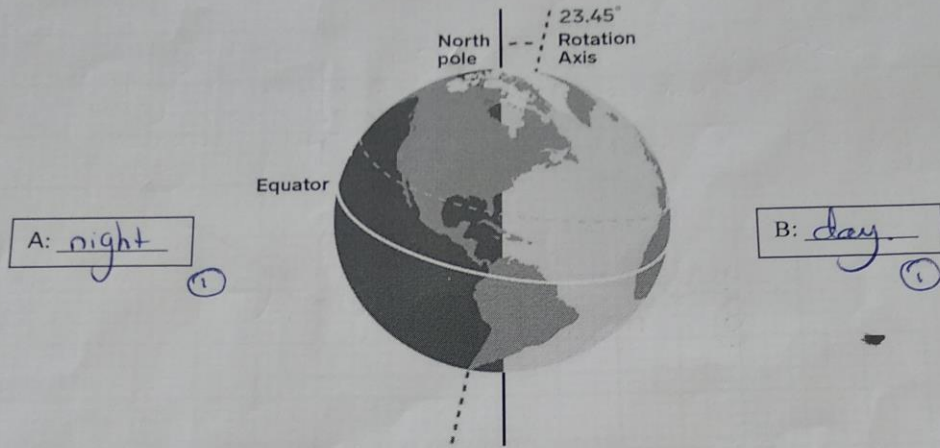 23.45°
North
pole
Rotation
Axis
Equator
A: night
1
B: day
1